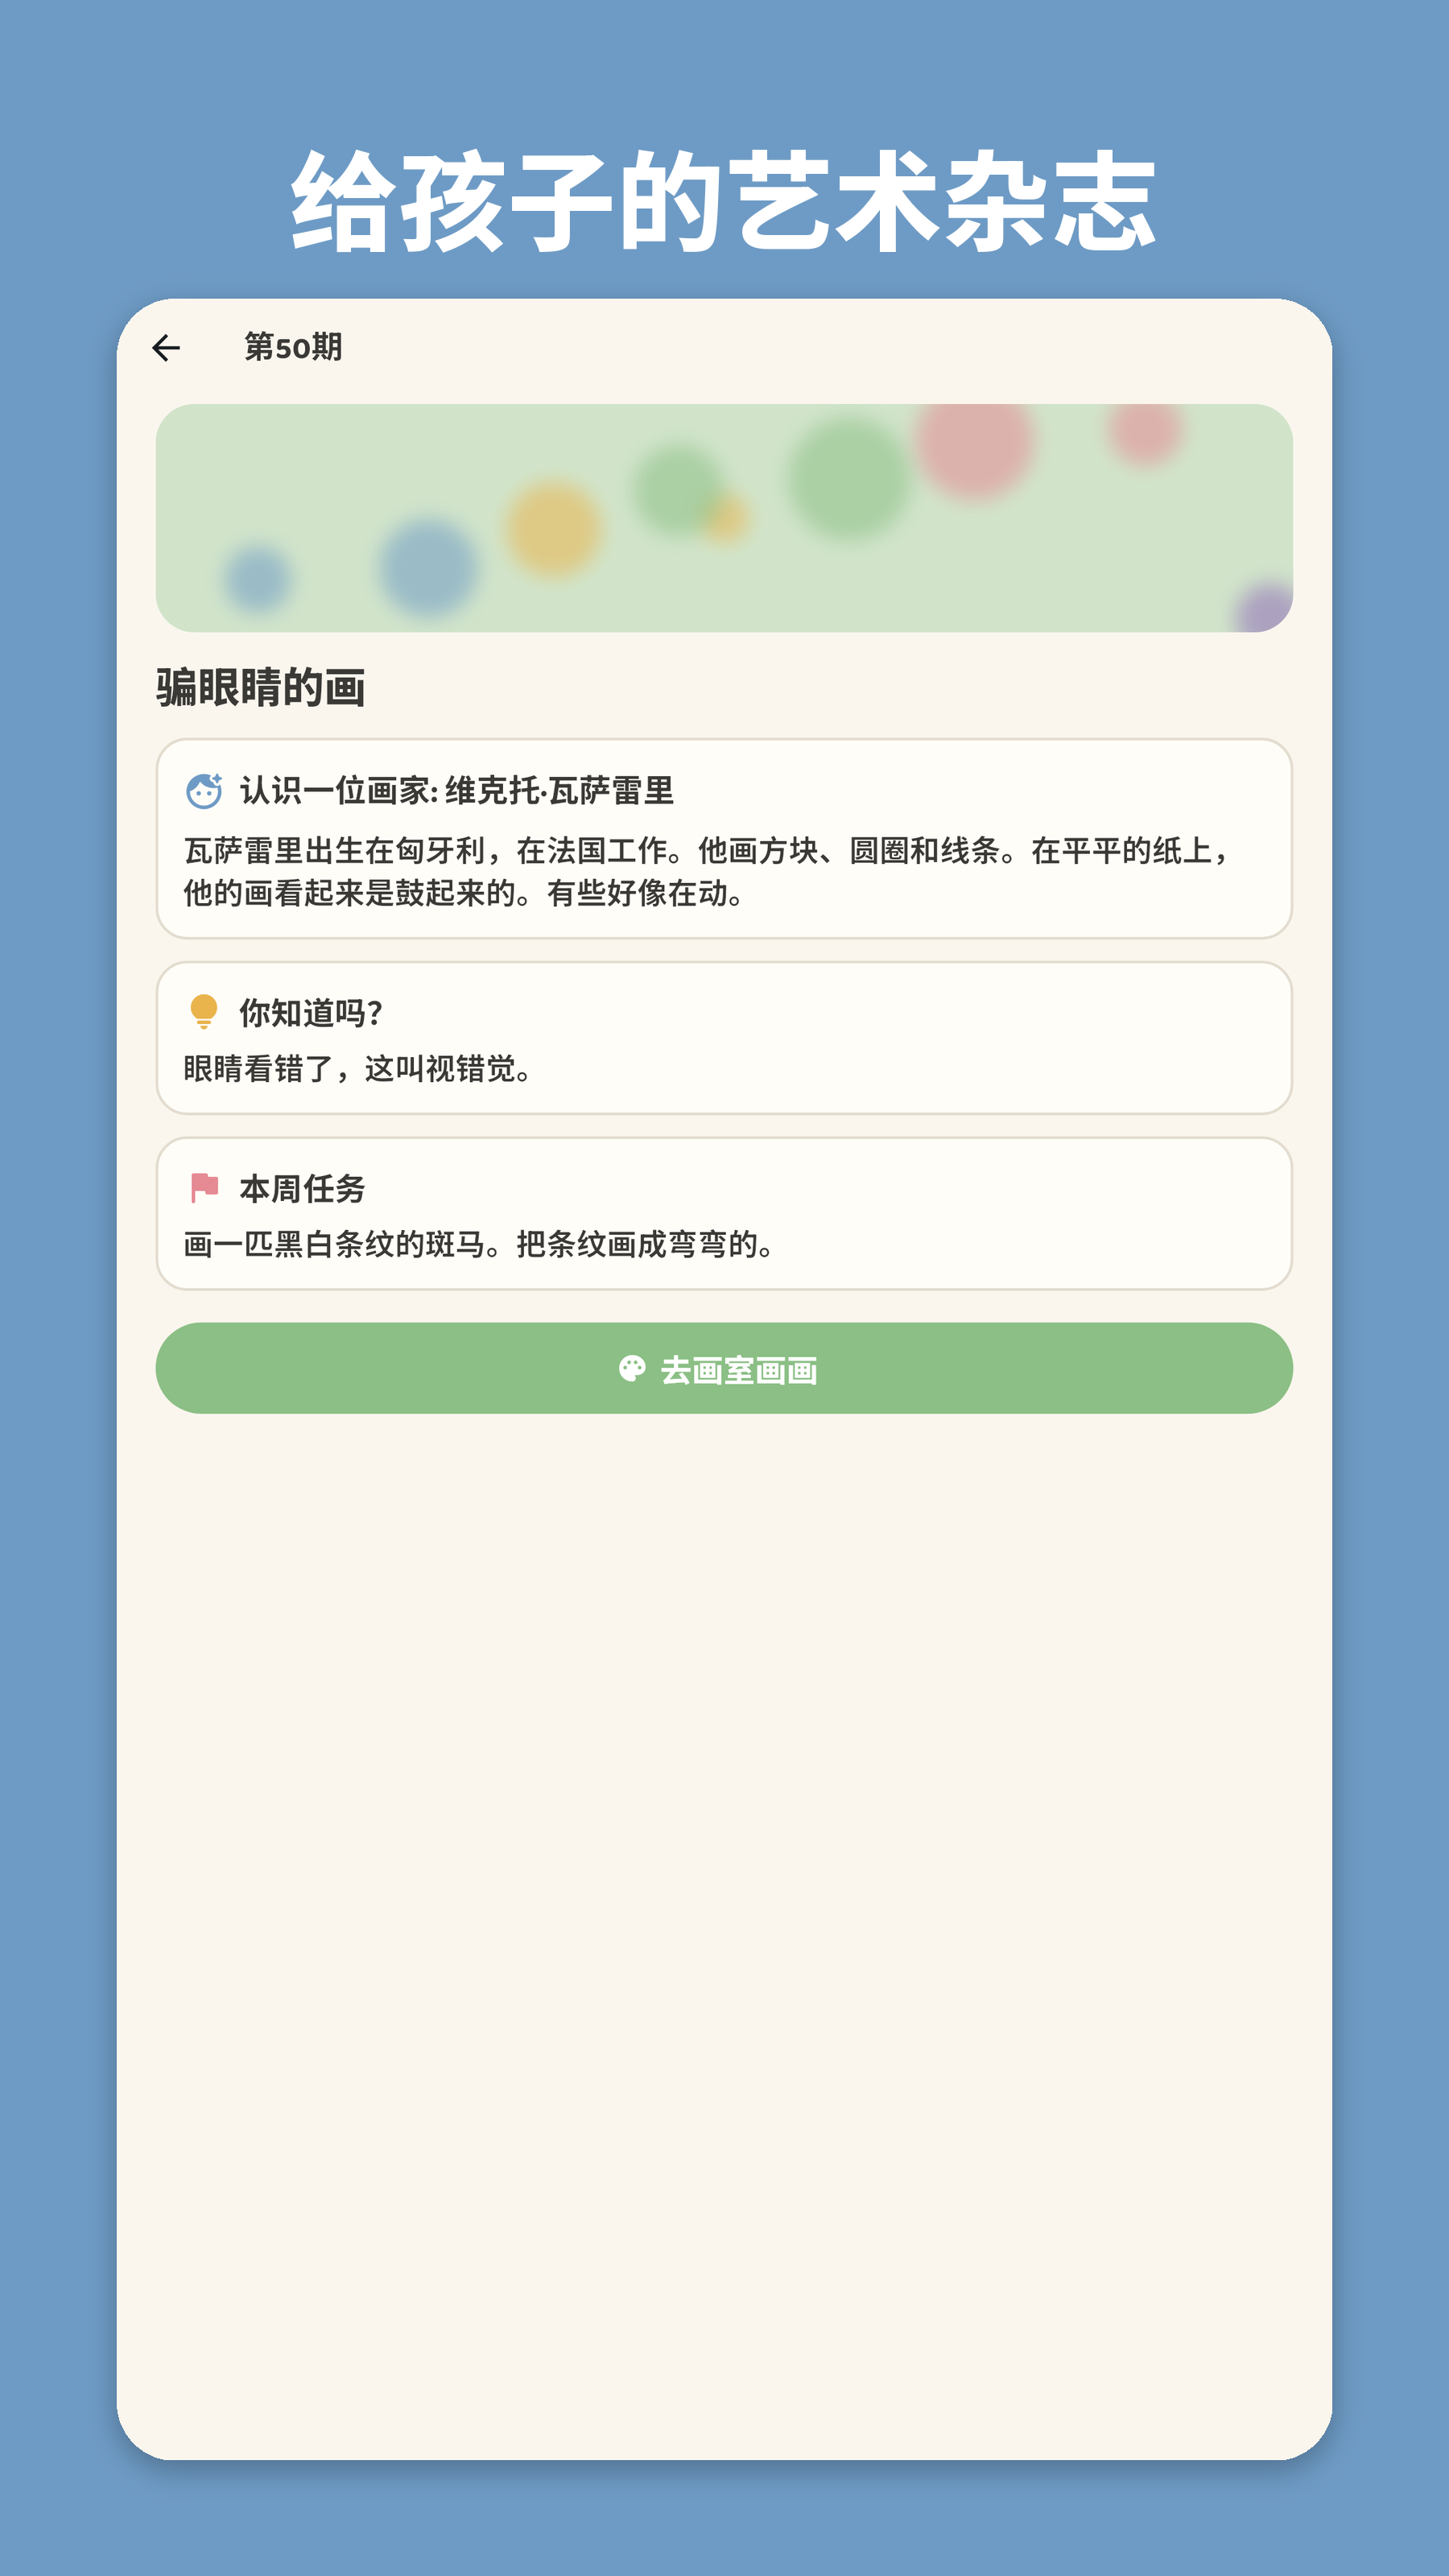 给孩子的艺术杂志
第50期
骗眼睛的画
认识一位画家: 维克托·瓦萨雷里
瓦萨雷里出生在匈牙利，在法国工作。他画方块、圆圈和线条。在平平的纸上，
他的画看起来是鼓起来的。有些好像在动。
你知道吗？
眼睛看错了，这叫视错觉。
本周任务
画一匹黑白条纹的斑马。把条纹画成弯弯的。
去画室画画